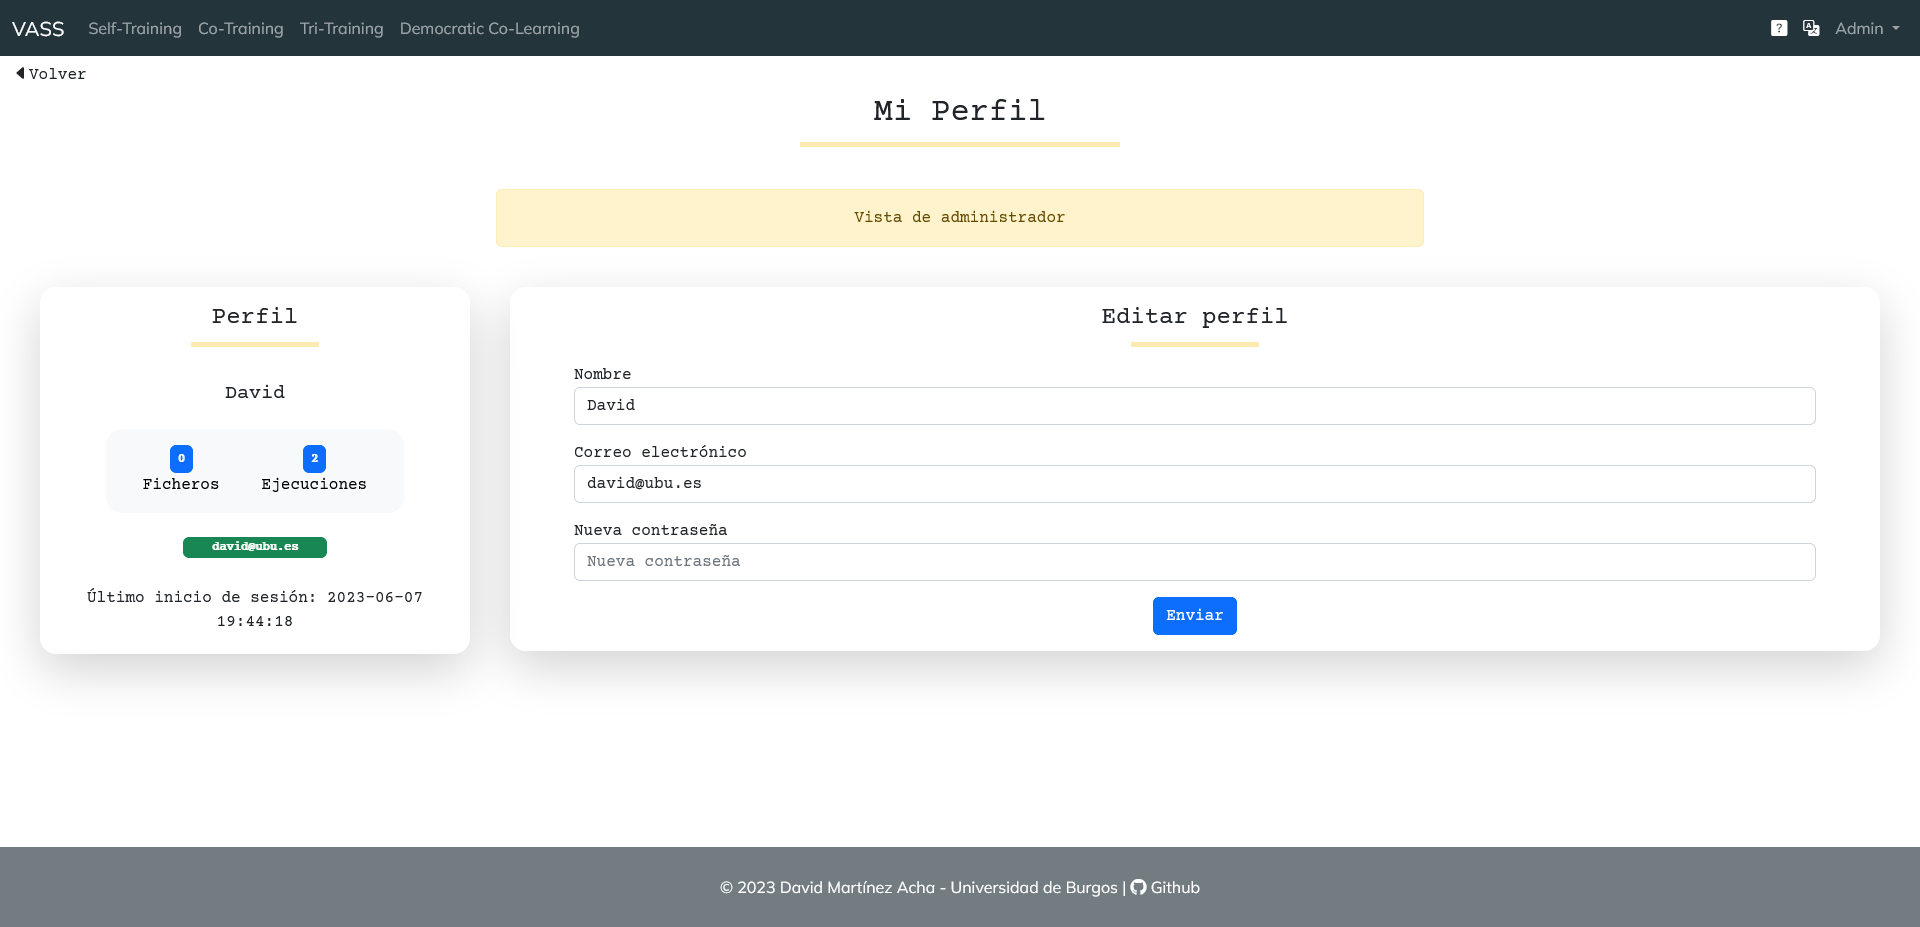 VASS Self-Training Co-Training Tri-Training Democratic Co-Learning Admin
Volver
Mi Perfil
Vista de administrador
Perfil
David
0 2
Ficheros Ejecuciones
david@ubu.es
Último inicio de sesión: 2023-06-07
19:44:18
Editar perfil
Nombre
David
Correo electrónico
david@ubu.es
Nueva contraseña
Nueva contraseña
Enviar
© 2023 David Martínez Acha - Universidad de Burgos | Github